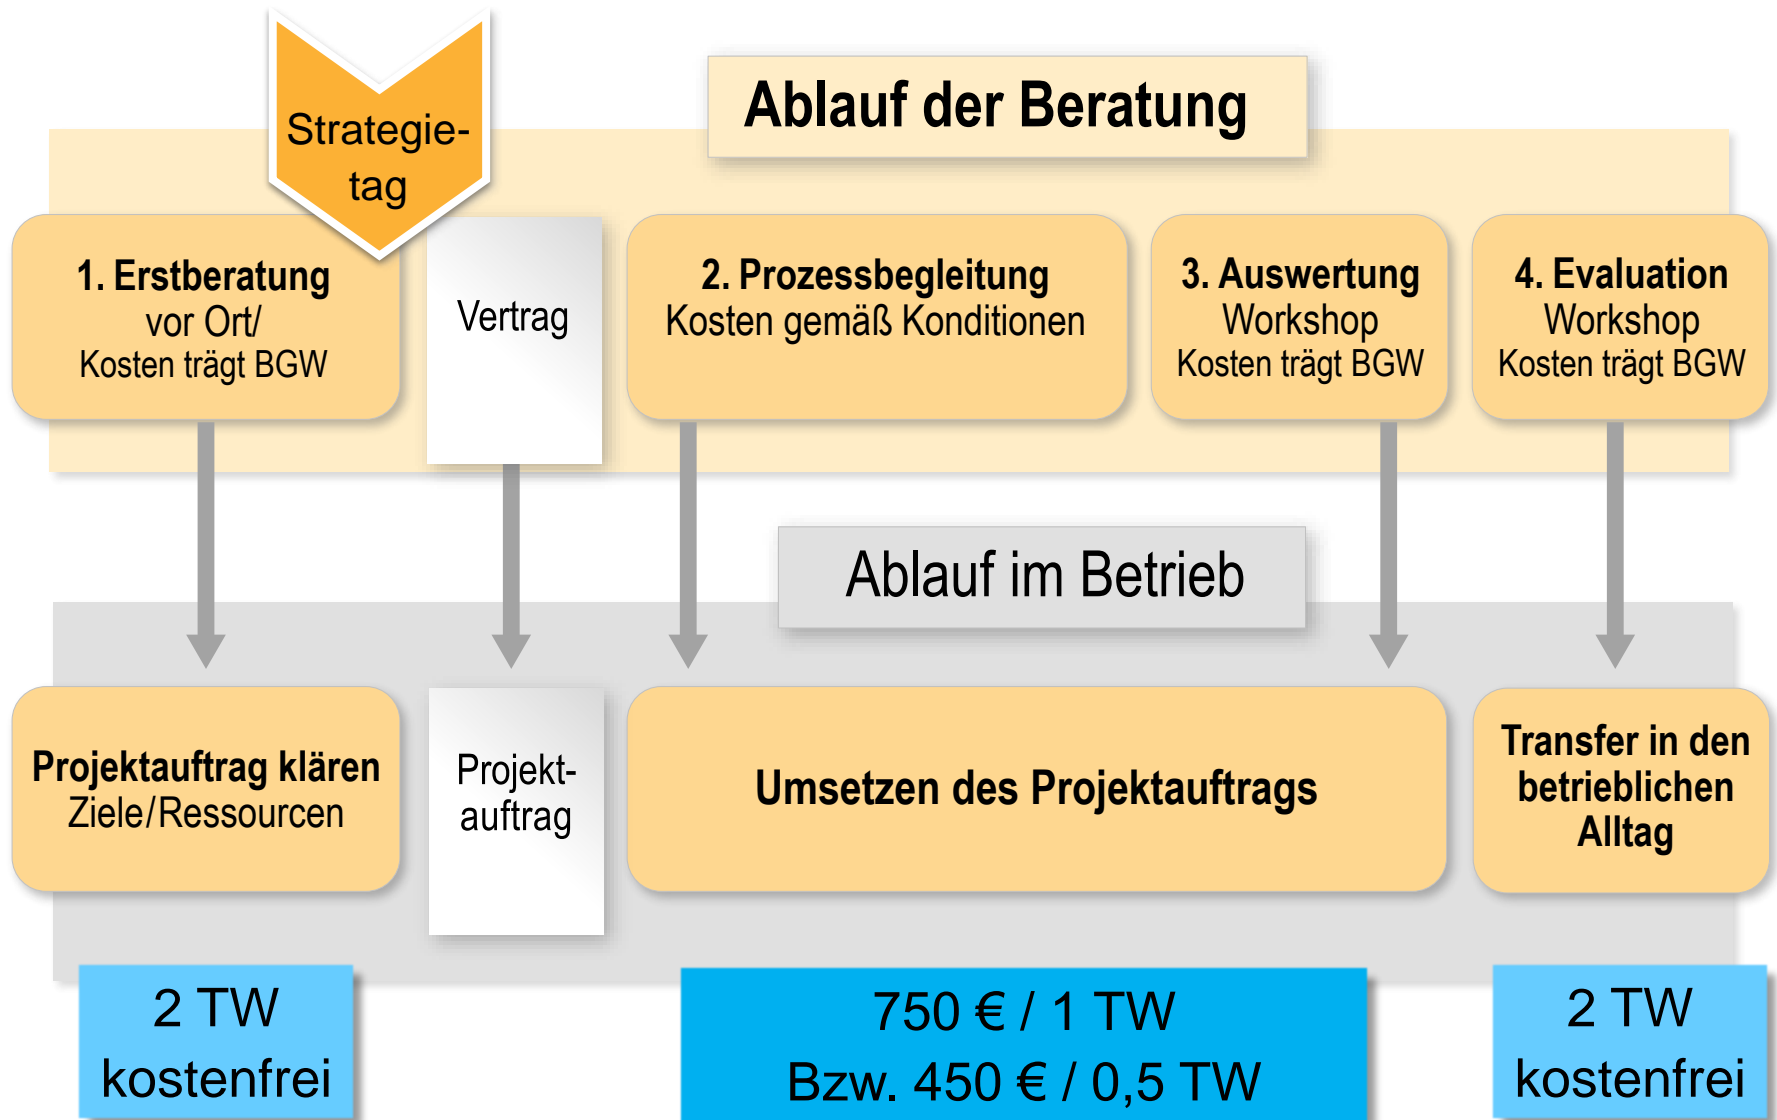 Strategie-
tag
Ablauf der Beratung
1. Erstberatung
vor Ort/
Kosten trägt BGW
Vertrag
2. Prozessbegleitung
Kosten gemäß Konditionen
3. Auswertung
Workshop
Kosten trägt BGW
4. Evaluation
Workshop
Kosten trägt BGW
Ablauf im Betrieb
Projektauftrag klären
Ziele/Ressourcen
Projekt-
auftrag
Umsetzen des Projektauftrags
Transfer in den
betrieblichen
Alltag
2 TW
kostenfrei
750 € / 1 TW
Bzw. 450 € / 0,5 TW
2 TW
kostenfrei